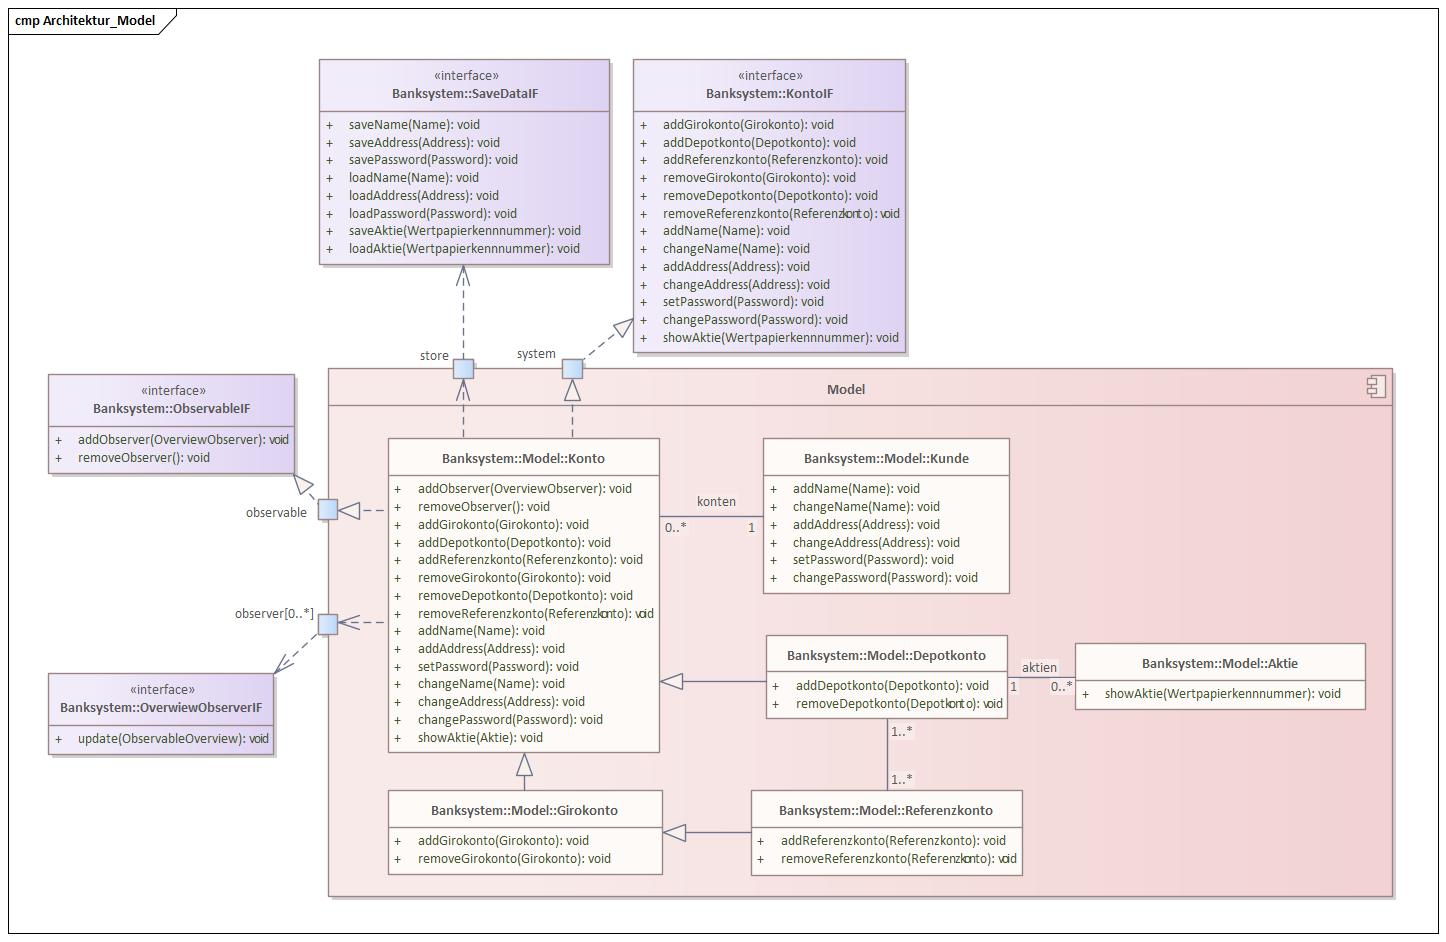 cmp Architektur_Model
«interface»
Banksystem::SaveDataIF
+ saveName(Name): void
+ saveAddress(Address): void
+ savePassword(Password): void
+ loadName(Name): void
+ loadAddress(Address): void
+ loadPassword(Password): void
+ saveAktie(Wertpapierkennnummer): void
+ loadAktie(Wertpapierkennnummer): void
«interface»
Banksystem::KontoIF
+ addGirokonto(Girokonto): void
+ addDepotkonto(Depotkonto): void
+ addReferenzkonto(Referenzkonto): void
+ removeGirokonto(Girokonto): void
+ removeDepotkonto(Depotkonto): void
+ removeReferenzkonto(Referenzkonto): void
+ addName(Name): void
+ changeName(Name): void
+ addAddress(Address): void
+ changeAddress(Address): void
+ setPassword(Password): void
+ changePassword(Password): void
+ showAktie(Wertpapierkennnummer): void
store
system
«interface»
Banksystem::ObservableIF
+ addObserver(OverviewObserver): void
+ removeObserver(): void
observable
observer[0..*]
«interface»
Banksystem::OverwiewObserverIF
+ update(ObservableOverview): void
Model
Banksystem::Model::Konto
+ addObserver(OverviewObserver): void
+ removeObserver(): void
+ addGirokonto(Girokonto): void
+ addDepotkonto(Depotkonto): void
+ addReferenzkonto(Referenzkonto): void
+ removeGirokonto(Girokonto): void
+ removeDepotkonto(Depotkonto): void
+ removeReferenzkonto(Referenzkonto): void
+ addName(Name): void
+ addAddress(Address): void
+ setPassword(Password): void
+ changeName(Name): void
+ changeAddress(Address): void
+ changePassword(Password): void
+ showAktie(Aktie): void
konten
0..*
1
Banksystem::Model::Kunde
+ addName(Name): void
+ changeName(Name): void
+ addAddress(Address): void
+ changeAddress(Address): void
+ setPassword(Password): void
+ changePassword(Password): void
Banksystem::Model::Depotkonto
+ addDepotkonto(Depotkonto): void
+ removeDepotkonto(Depotkonto): void
aktien
1
0..*
Banksystem::Model::Aktie
+ showAktie(Wertpapierkennnummer): void
1..*
1..*
Banksystem::Model::Girokonto
+ addGirokonto(Girokonto): void
+ removeGirokonto(Girokonto): void
Banksystem::Model::Referenzkonto
+ addReferenzkonto(Referenzkonto): void
+ removeReferenzkonto(Referenzkonto): void